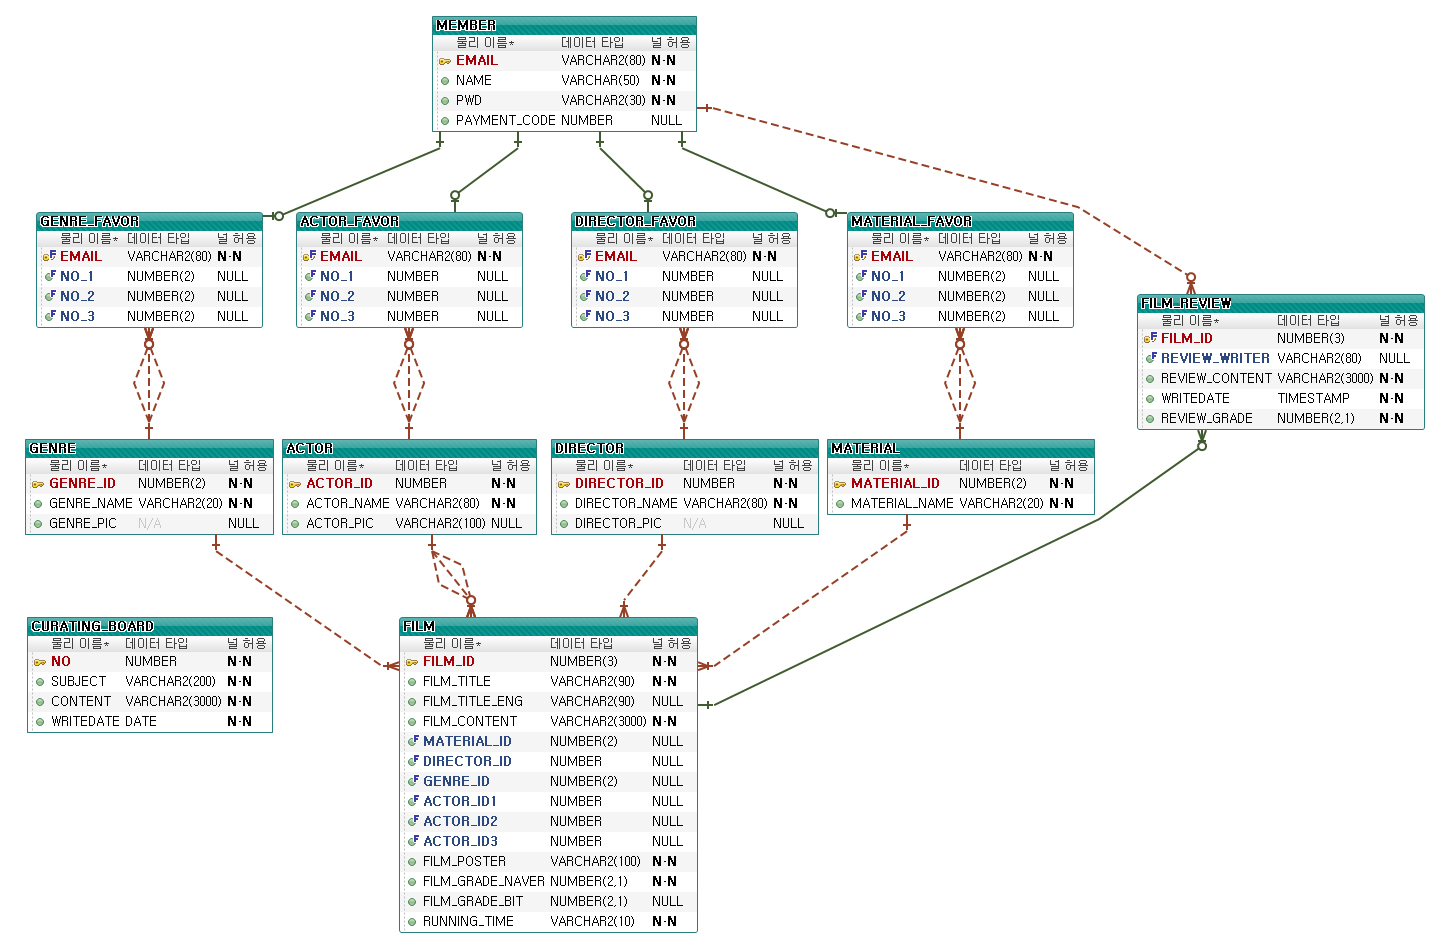 MEMBER
물리 이름* 데이터 타입 널 허용
EMAIL VARCHAR2(80) N-N
NAME VARCHAR(50) N-N
PWD VARCHAR2(30) N-N
PAYMENT_CODE NUMBER NULL
GENRE_FAVOR
물리 이름* 데이터 타입 널 허용
EMAIL VARCHAR2(80) N-N
NO_1 NUMBER(2) NULL
NO_2 NUMBER(2) NULL
NO_3 NUMBER(2) NULL
ACTOR_FAVOR
물리 이름* 데이터 타입 널 허용
EMAIL VARCHAR2(80) N-N
NO_1 NUMBER NULL
NO_2 NUMBER NULL
NO_3 NUMBER NULL
DIRECTOR_FAVOR
물리 이름* 데이터 타입 널 허용
EMAIL VARCHAR2(80) N-N
NO_1 NUMBER NULL
NO_2 NUMBER NULL
NO_3 NUMBER NULL
MATERIAL_FAVOR
물리 이름* 데이터 타입 널 허용
EMAIL VARCHAR2(80) N-N
NO_1 NUMBER(2) NULL
NO_2 NUMBER(2) NULL
NO_3 NUMBER(2) NULL
FILM_REVIEW
물리 이름* 데이터 타입 널 허용
FILM_ID NUMBER(3) N-N
REVIEW_WRITER VARCHAR2(80) NULL
REVIEW_CONTENT VARCHAR2(3000) N-N
WRITEDATE TIMESTAMP N-N
REVIEW_GRADE NUMBER(2,1) N-N
GENRE
물리 이름* 데이터 타입 널 허용
GENRE_ID NUMBER(2) N-N
GENRE_NAME VARCHAR2(20) N-N
GENRE_PIC N/A NULL
ACTOR
물리 이름* 데이터 타입 널 허용
ACTOR_ID NUMBER N-N
ACTOR_NAME VARCHAR2(80) N-N
ACTOR_PIC VARCHAR2(100) NULL
DIRECTOR
물리 이름* 데이터 타입 널 허용
DIRECTOR_ID NUMBER N-N
DIRECTOR_NAME VARCHAR2(80) N-N
DIRECTOR_PIC N/A NULL
MATERIAL
물리 이름* 데이터 타입 널 허용
MATERIAL_ID NUMBER(2) N-N
MATERIAL_NAME VARCHAR2(20) N-N
CURATING_BOARD
물리 이름* 데이터 타입 널 허용
NO NUMBER N-N
SUBJECT VARCHAR2(200) N-N
CONTENT VARCHAR2(3000) N-N
WRITEDATE DATE N-N
FILM
물리 이름* 데이터 타입 널 허용
FILM_ID NUMBER(3) N-N
FILM_TITLE VARCHAR2(90) N-N
FILM_TITLE_ENG VARCHAR2(90) NULL
FILM_CONTENT VARCHAR2(3000) N-N
MATERIAL_ID NUMBER(2) NULL
DIRECTOR_ID NUMBER NULL
GENRE_ID NUMBER(2) NULL
ACTOR_ID1 NUMBER NULL
ACTOR_ID2 NUMBER NULL
ACTOR_ID3 NUMBER NULL
FILM_POSTER VARCHAR2(100) N-N
FILM_GRADE_NAVER NUMBER(2,1) N-N
FILM_GRADE_BIT NUMBER(2,1) NULL
RUNNING_TIME VARCHAR2(10) N-N